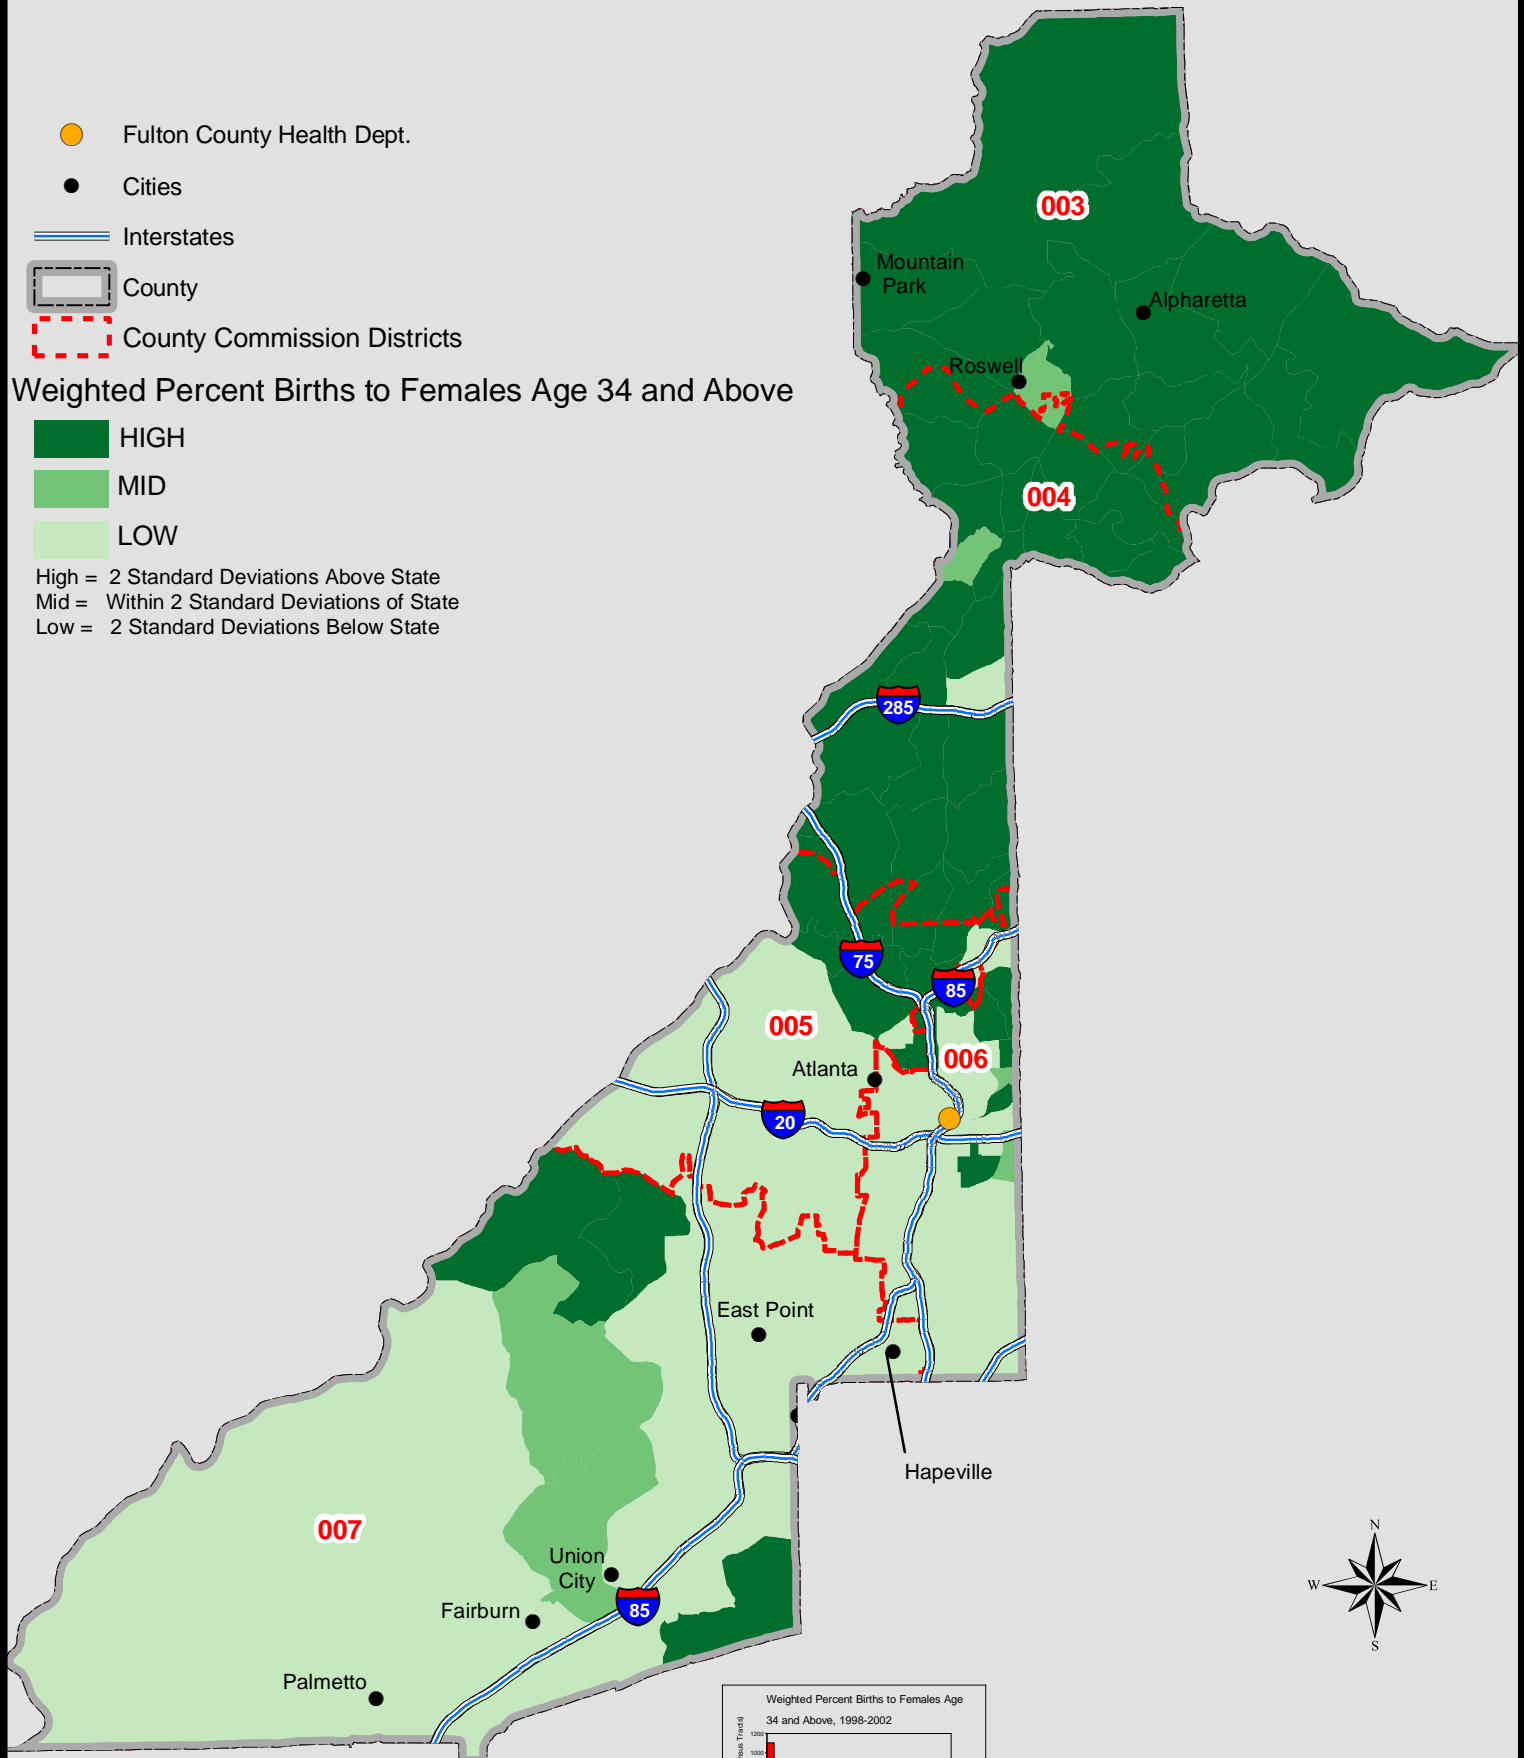 Fulton County Health Dept.
Cities
Interstates
County
County Commission Districts
Weighted Percent Births to Females Age 34 and Above
HIGH
MID
LOW
High = 2 Standard Deviations Above State
Mid = Within 2 Standard Deviations of State
Low = 2 Standard Deviations Below State
003
Mountain
Park
Alpharetta
Roswell
004
285
75
85
005
006
Atlanta
20
East Point
Hapeville
007
Union
City
85
Fairburn
Palmetto
N
W
E
S
Weighted Percent Births to Females Age
34 and Above, 1998-2002
1200
1000